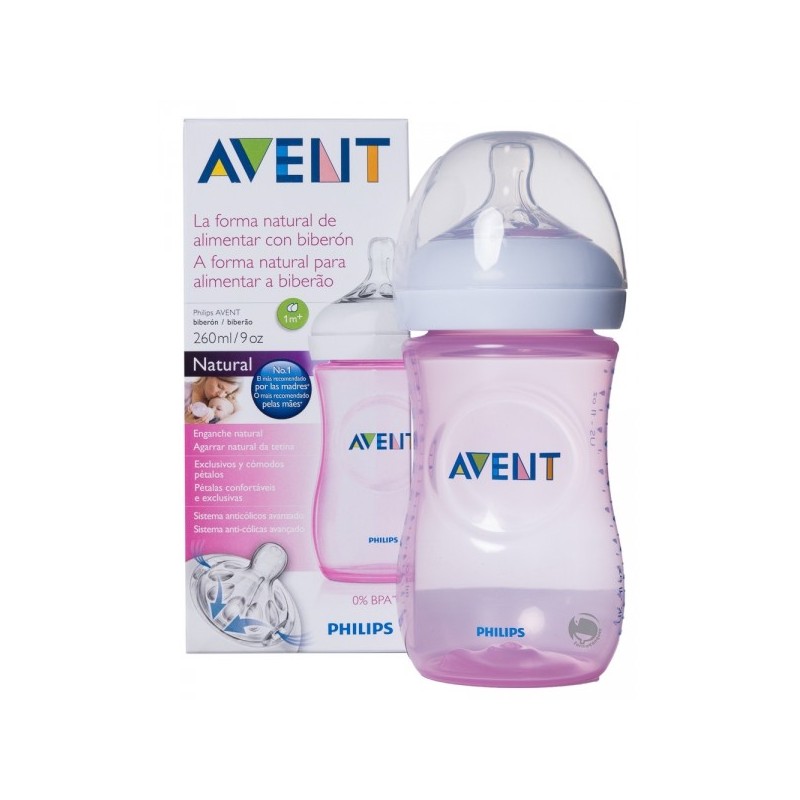 AVENT
La forma natural de
alimentar con biberón
A forma natural para
alimentar a biberão
Philips AVENT
biberón / biberão
260ml/9 oz
1m+
Natural
No.1
El más recomendado
por las madres*
O mais recomendado
pelas mães*
Enganche natural
Agarrar natural da tetina
Exclusivos y cómodos
pétalos
Pétalas confortáveis
e exclusivas
Sistema anticólicos avanzado
Sistema anti-cólicas avançado
AVENT
PHILIPS
0% BPA
PHILIPS
AVENT
PHILIPS